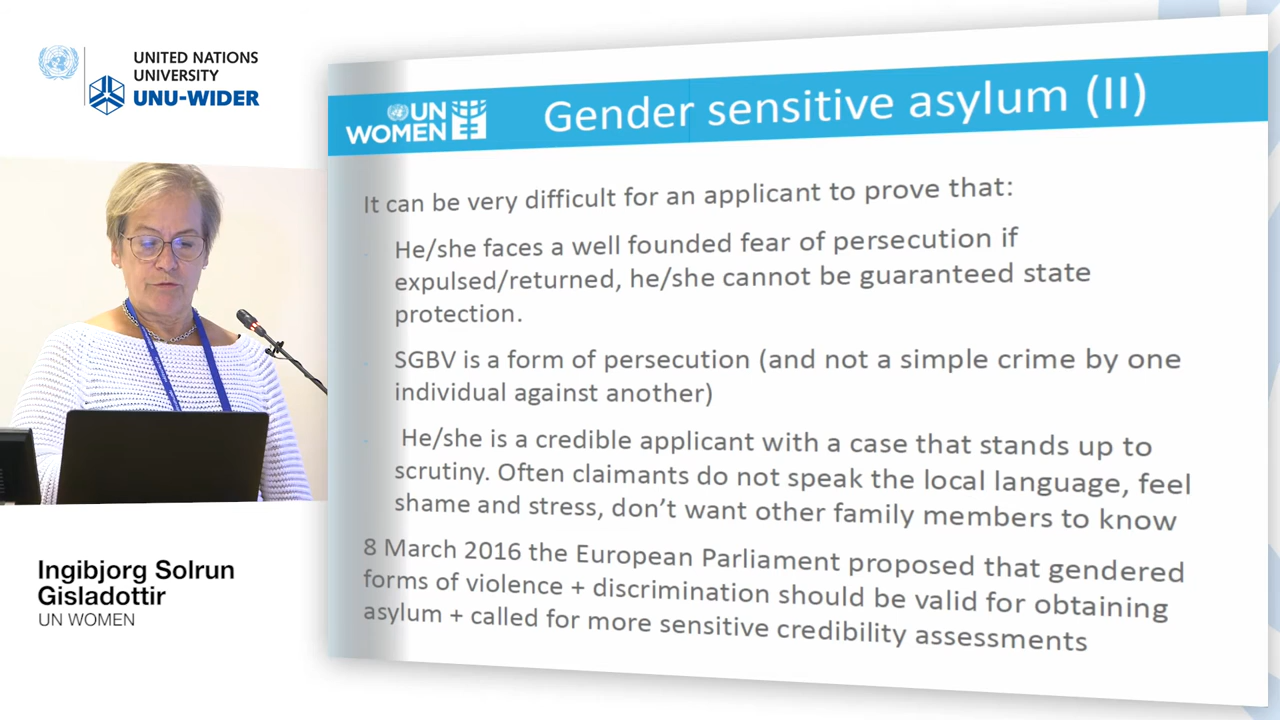 UNITED NATIONS
UNIVERSITY
UNU-WIDER
UN
WOMEN
Gender sensitive asylum (II)
It can be very difficult for an applicant to prove that:
He/she faces a well founded fear of persecution if
expulsed/returned, he/she cannot be guaranteed state
protection.
SGBV is a form of persecution (and not a simple crime by one
individual against another)
He/she is a credible applicant with a case that stands up to
scrutiny. Often claimants do not speak the local language, feel
shame and stress, don’t want other family members to know
8 March 2016 the European Parliament proposed that gendered
forms of violence + discrimination should be valid for obtaining
asylum + called for more sensitive credibility assessments
Ingibjorg Solrun
Gisladottir
UN WOMEN